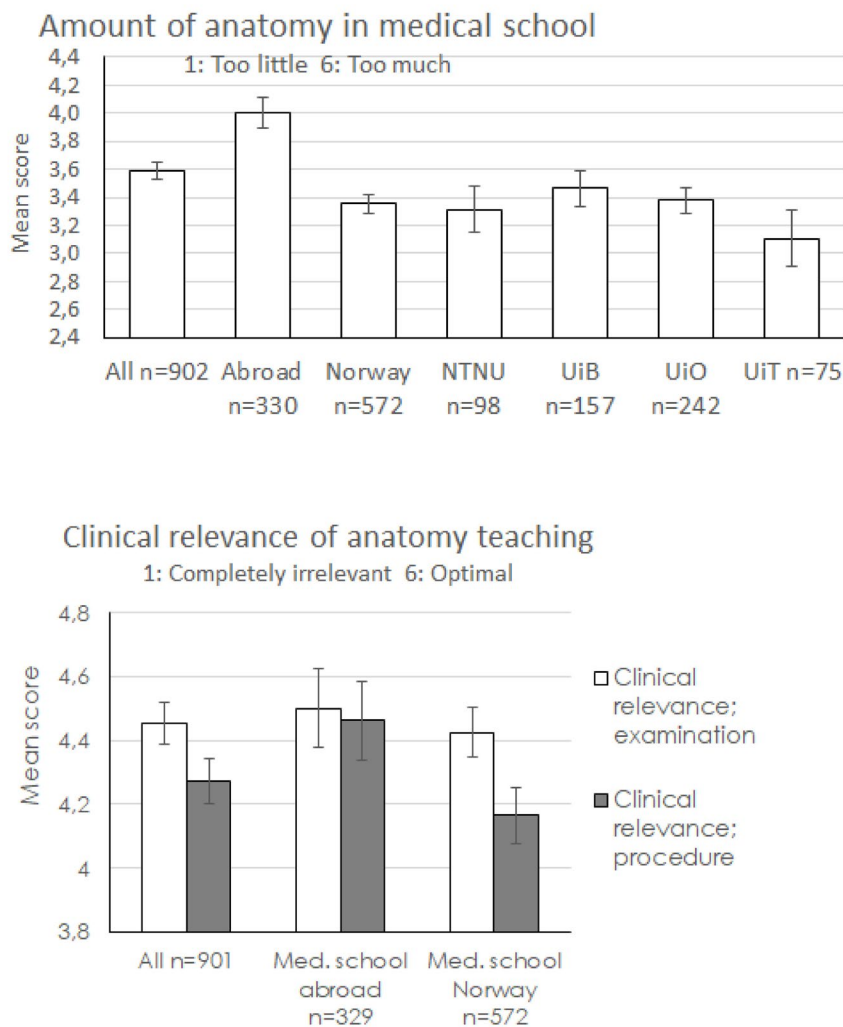 Amount of anatomy in medical school
1: Too little 6: Too much
Mean score
4,4
4,2
4,0
3,8
3,6
3,4
3,2
3,0
2,8
2,6
2,4
All n=902
Abroad
n=330
Norway
n=572
NTNU
n=98
UiB
n=157
UiO
n=242
UiT n=75
Clinical relevance of anatomy teaching
1: Completely irrelevant 6: Optimal
Mean score
4,8
4,6
4,4
4,2
4
3,8
All n=901
Med. school
abroad
n=329
Med. school
Norway
n=572
Clinical
relevance;
examination
Clinical
relevance;
procedure